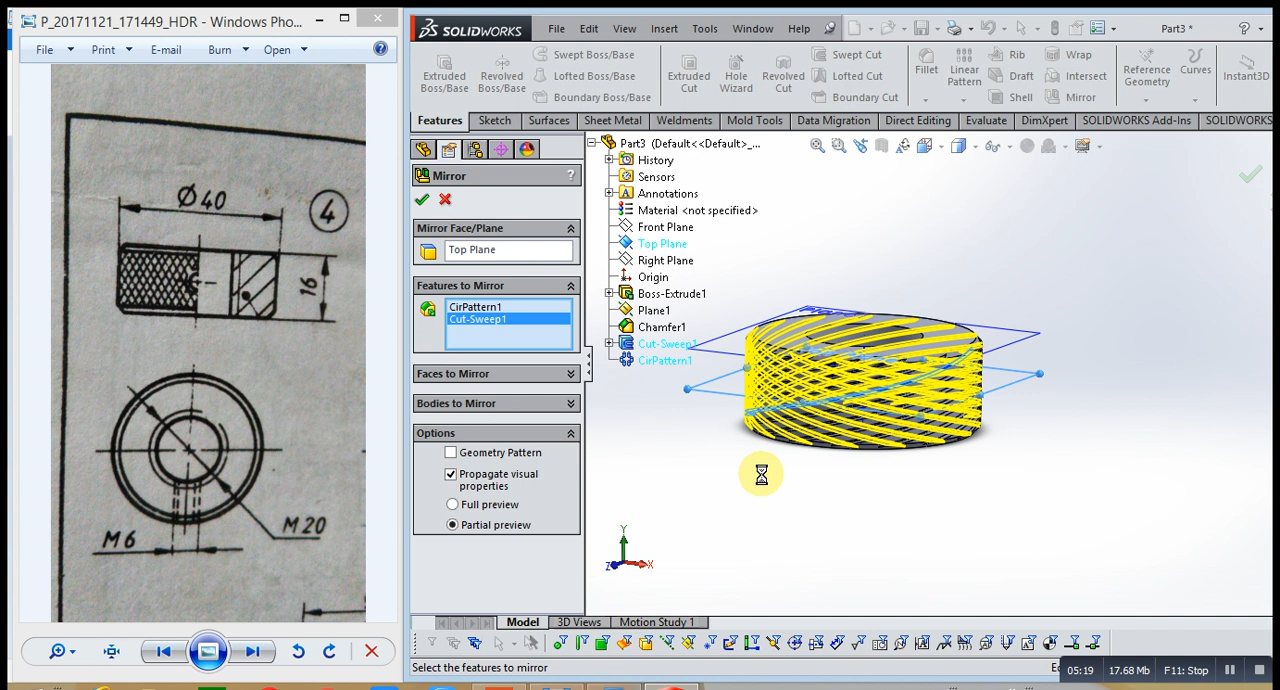 P_20171121_171449_HDR - Windows Pho...
File Print E-mail Burn Open
Ø40
4
16
M6
M20
SOLIDWORKS File Edit View Insert Tools Window Help Part3 *
Extruded Boss/Base
Revolved Boss/Base
Swept Boss/Base
Lofted Boss/Base
Boundary Boss/Base
Extruded Cut
Hole Wizard
Revolved Cut
Swept Cut
Lofted Cut
Boundary Cut
Fillet
Linear Pattern
Rib
Draft
Shell
Wrap
Intersect
Mirror
Reference Geometry
Curves
Instant3D
Features Sketch Surfaces Sheet Metal Weldments Mold Tools Data Migration Direct Editing Evaluate DimXpert SOLIDWORKS Add-Ins SOLIDWORKS
Mirror ?
Mirror Face/Plane
Top Plane
Features to Mirror
CirPattern1
Cut-Sweep1
Faces to Mirror
Bodies to Mirror
Options
Geometry Pattern
Propagate visual
properties
Full preview
Partial preview
Part3 (Default<<Default>_...
History
Sensors
Annotations
Material <not specified>
Front Plane
Top Plane
Right Plane
Origin
Boss-Extrude1
Plane1
Chamfer1
Cut-Sweep1
CirPattern1
Y
Z
X
Model 3D Views Motion Study 1
Select the features to mirror
05:19 17.68 MB F11: Stop